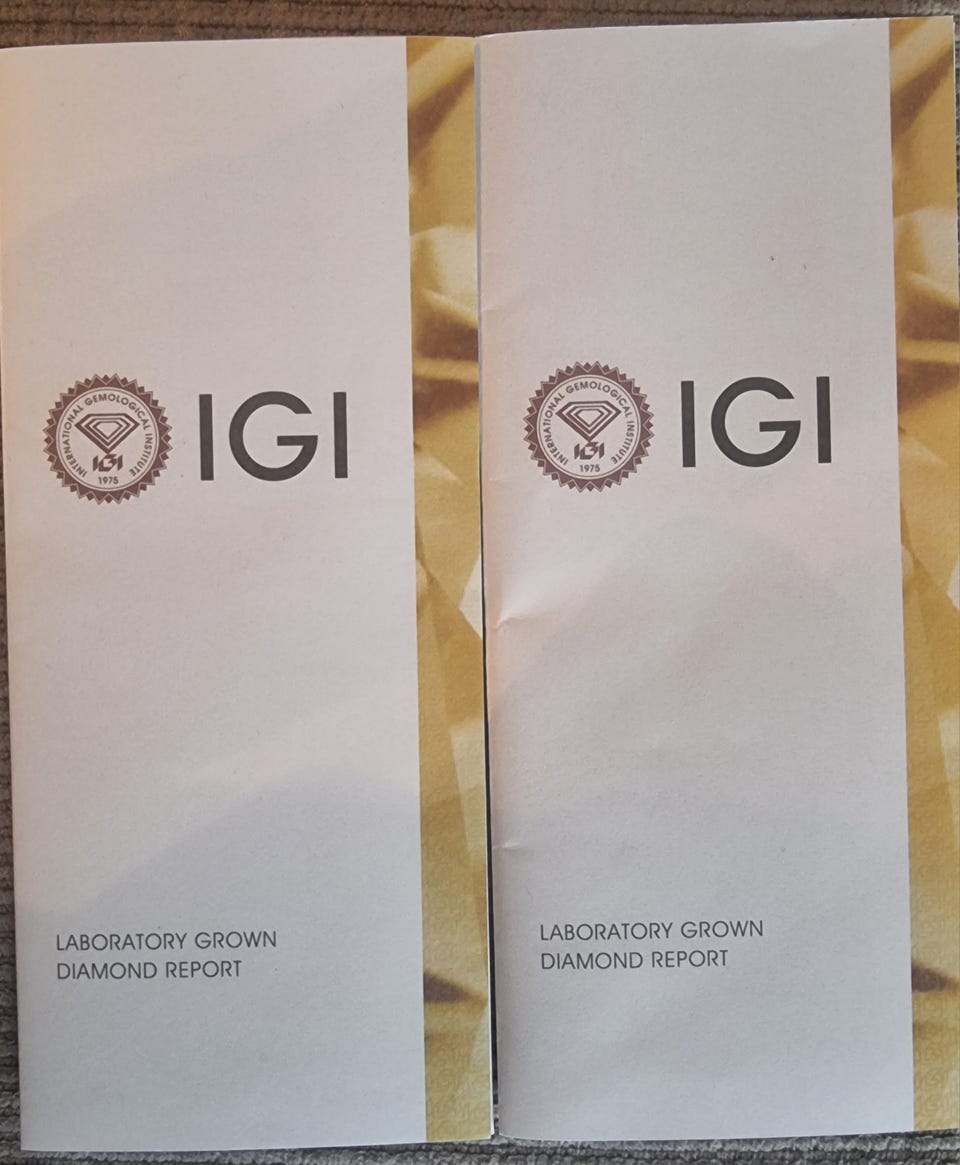 INTERNATIONAL GEMOLOGICAL INSTITUTE
IGI
1975
IGI
LABORATORY GROWN
DIAMOND REPORT
INTERNATIONAL GEMOLOGICAL INSTITUTE
IGI
1975
IGI
LABORATORY GROWN
DIAMOND REPORT